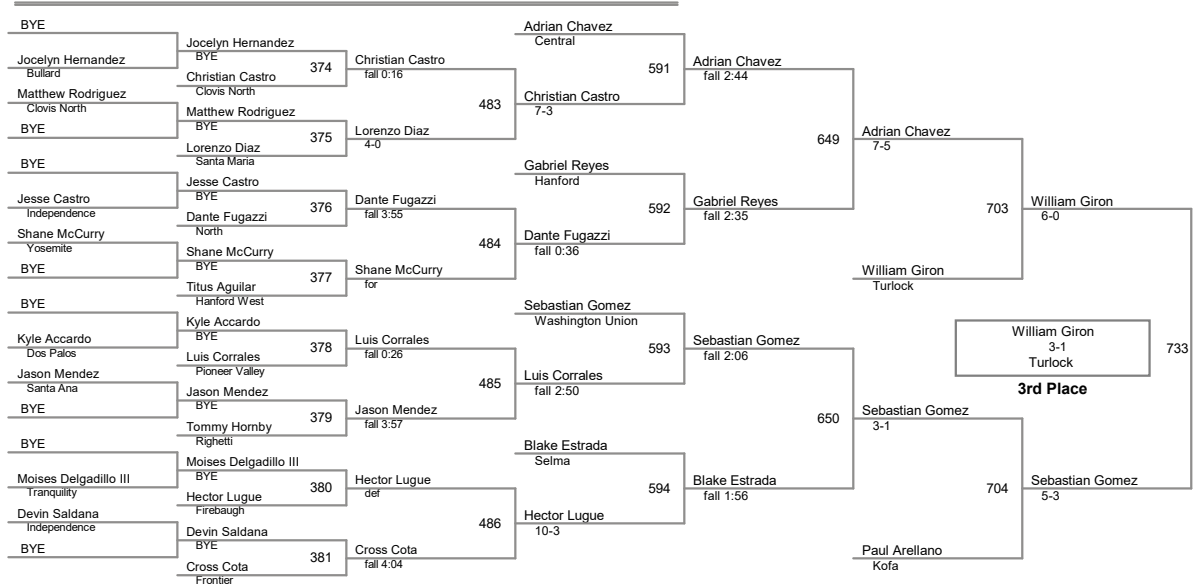 BYE
Jocelyn Hernandez
Bullard
Matthew Rodriguez
Clovis North
BYE
BYE
Jesse Castro
Independence
Shane McCurry
Yosemite
BYE
BYE
Kyle Accardo
Dos Palos
Jason Mendez
Santa Ana
BYE
BYE
Moises Delgadillo III
Tranquility
Devin Saldana
Independence
BYE
Jocelyn Hernandez
BYE
374
Christian Castro
Clovis North
Matthew Rodriguez
BYE
375
Lorenzo Diaz
Santa Maria
Jesse Castro
BYE
376
Dante Fugazzi
North
Shane McCurry
BYE
377
Titus Aguilar
Hanford West
Kyle Accardo
BYE
378
Luis Corrales
Pioneer Valley
Jason Mendez
BYE
379
Tommy Hornby
Righetti
Moises Delgadillo III
BYE
380
Hector Lugue
Firebaugh
Devin Saldana
BYE
381
Cross Cota
Frontier
Christian Castro
fall 0:16
483
Lorenzo Diaz
4-0
Dante Fugazzi
fall 3:55
484
Shane McCurry
for
Luis Corrales
fall 0:26
485
Jason Mendez
fall 3:57
Hector Lugue
def
486
Cross Cota
fall 4:04
Adrian Chavez
Central
591
Christian Castro
7-3
Gabriel Reyes
Hanford
592
Dante Fugazzi
fall 0:36
Sebastian Gomez
Washington Union
593
Luis Corrales
fall 2:50
Blake Estrada
Selma
594
Hector Lugue
10-3
Adrian Chavez
fall 2:44
649
Gabriel Reyes
fall 2:35
Sebastian Gomez
fall 2:06
650
Blake Estrada
fall 1:56
Adrian Chavez
7-5
703
William Giron
Turlock
Sebastian Gomez
3-1
704
Paul Arellano
Kofa
William Giron
6-0
733
Sebastian Gomez
5-3
William Giron
3-1
Turlock
3rd Place